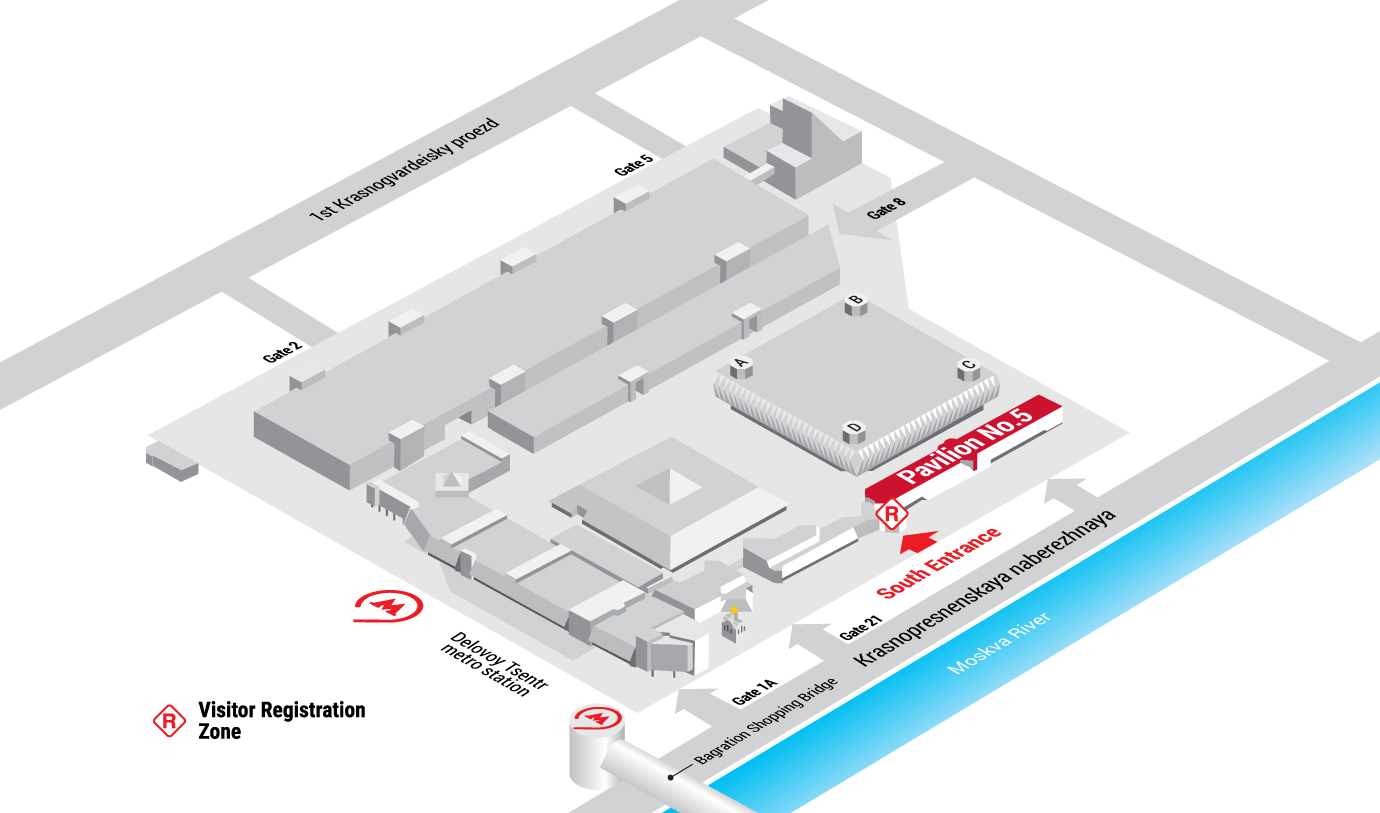 1st Krasnogvardeisky proezd
Gate 5
Gate 8
Gate 2
B
A
C
D
Pavilion No.5
R
South Entrance
Krasnopresnenskaya naberezhnaya
Gate 21
Moskva River
Delovoy Tsentr
metro station
Gate 1A
Bagration Shopping Bridge
R
Visitor Registration
Zone